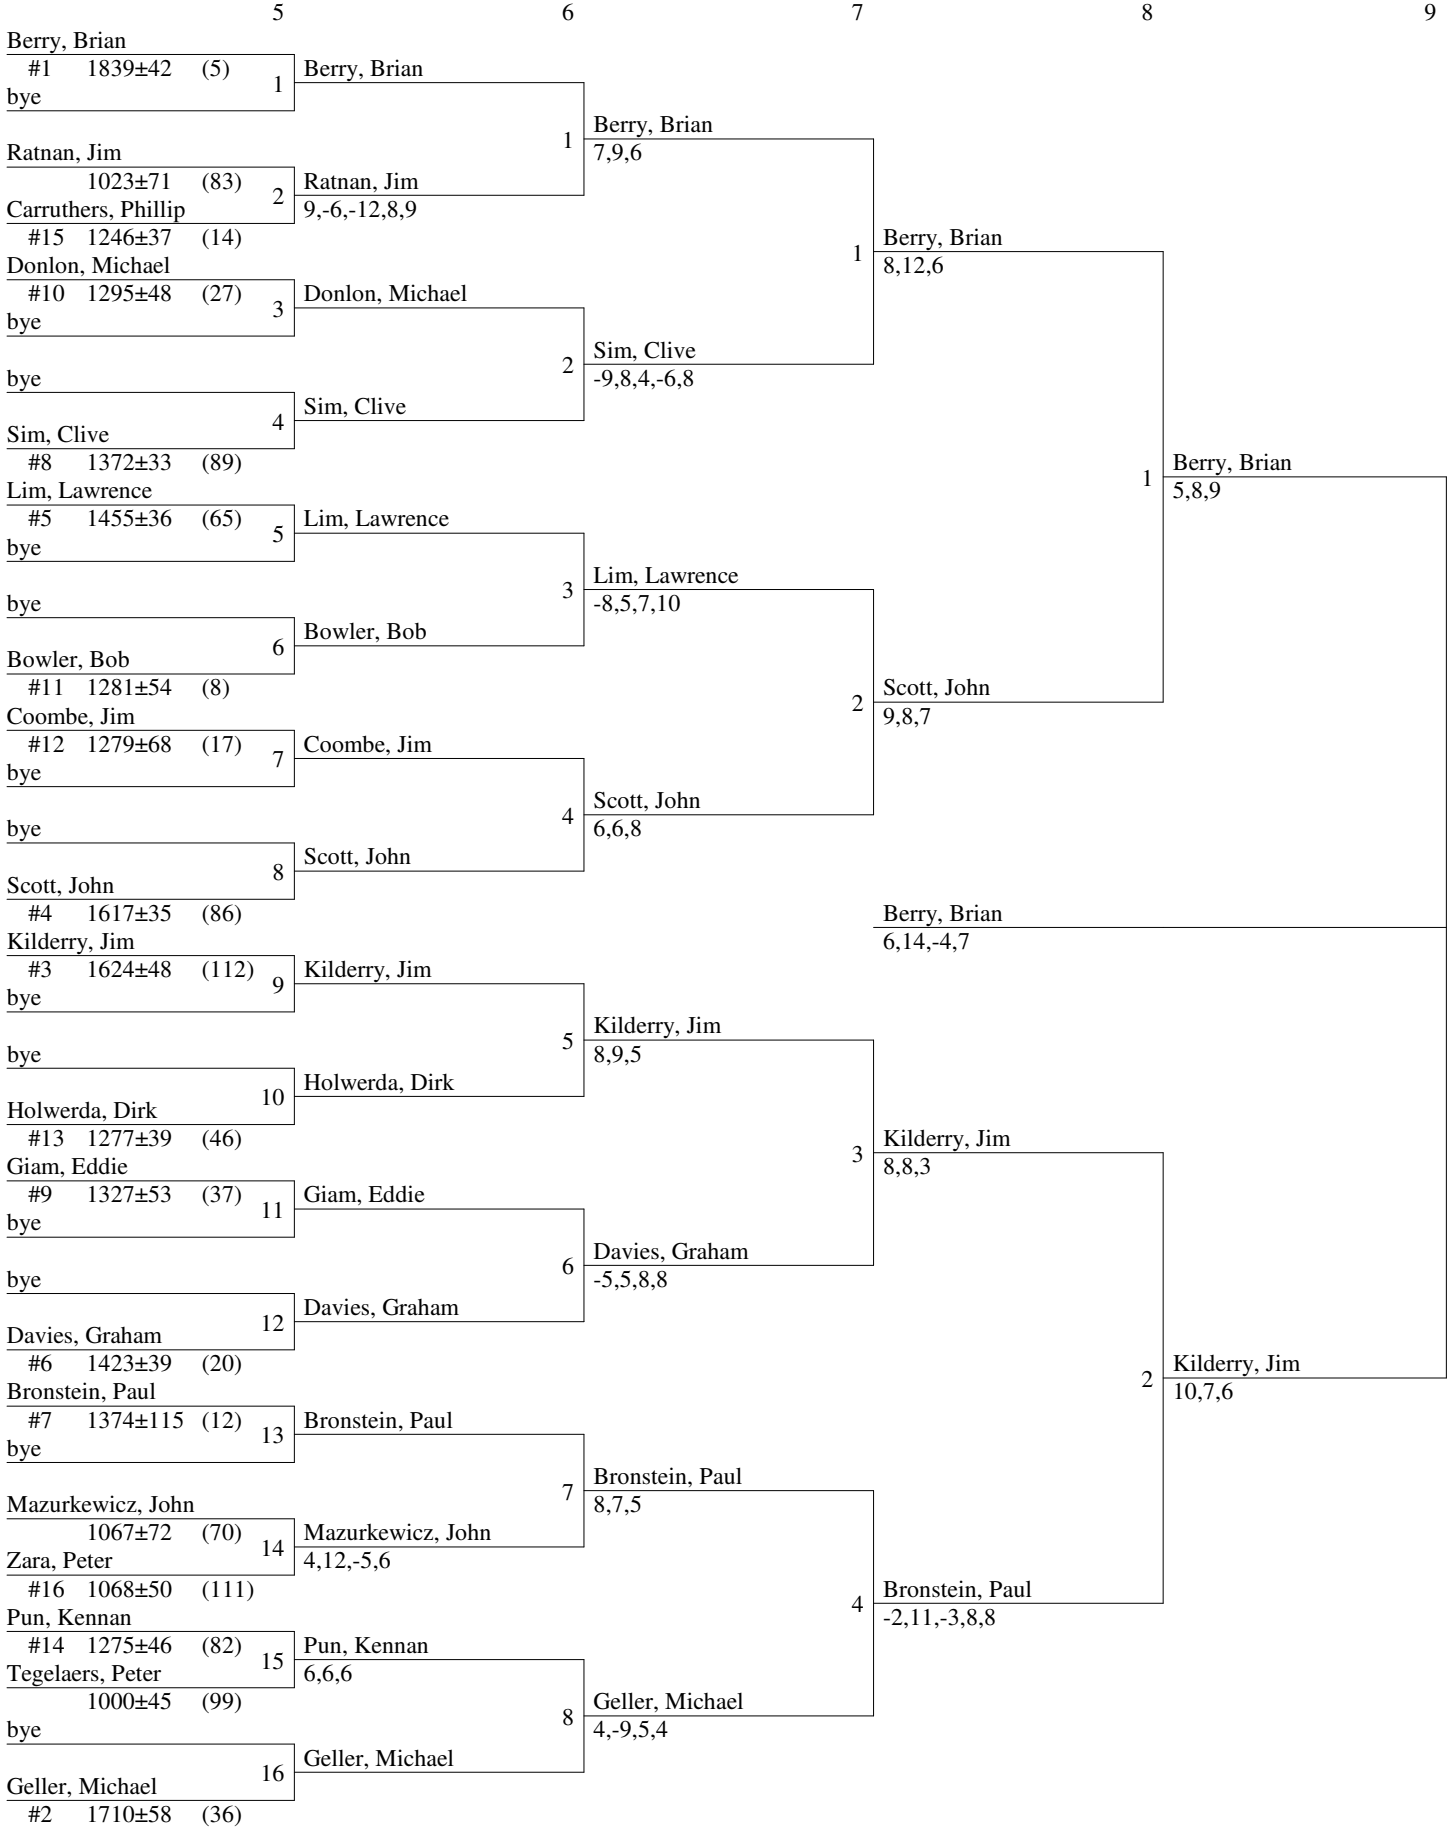 5 6 7 8 9
Berry, Brian
#1 1839±42 (5) 1 Berry, Brian
bye
1 Berry, Brian
7,9,6
Ratnan, Jim
1023±71 (83) 2 Ratnan, Jim
Carruthers, Phillip 9,-6,-12,8,9
#15 1246±37 (14)
1 Berry, Brian
8,12,6
Donlon, Michael
#10 1295±48 (27) 3 Donlon, Michael
bye
2 Sim, Clive
-9,8,4,-6,8
bye
4 Sim, Clive
Sim, Clive
#8 1372±33 (89)
1 Berry, Brian
5,8,9
Lim, Lawrence
#5 1455±36 (65) 5 Lim, Lawrence
bye
3 Lim, Lawrence
-8,5,7,10
bye
6 Bowler, Bob
Bowler, Bob
#11 1281±54 (8)
2 Scott, John
9,8,7
Coombe, Jim
#12 1279±68 (17) 7 Coombe, Jim
bye
4 Scott, John
6,6,8
bye
8 Scott, John
Scott, John
#4 1617±35 (86)
Berry, Brian
6,14,-4,7
Kilderry, Jim
#3 1624±48 (112) 9 Kilderry, Jim
bye
5 Kilderry, Jim
8,9,5
bye
10 Holwerda, Dirk
Holwerda, Dirk
#13 1277±39 (46)
3 Kilderry, Jim
8,8,3
Giam, Eddie
#9 1327±53 (37) 11 Giam, Eddie
bye
6 Davies, Graham
-5,5,8,8
bye
12 Davies, Graham
Davies, Graham
#6 1423±39 (20)
2 Kilderry, Jim
10,7,6
Bronstein, Paul
#7 1374±115 (12) 13 Bronstein, Paul
bye
7 Bronstein, Paul
8,7,5
Mazurkewicz, John
1067±72 (70) 14 Mazurkewicz, John
Zara, Peter 4,12,-5,6
#16 1068±50 (111)
4 Bronstein, Paul
-2,11,-3,8,8
Pun, Kennan
#14 1275±46 (82) 15 Pun, Kennan
Tegelaers, Peter 6,6,6
1000±45 (99)
8 Geller, Michael
4,-9,5,4
bye
16 Geller, Michael
Geller, Michael
#2 1710±58 (36)